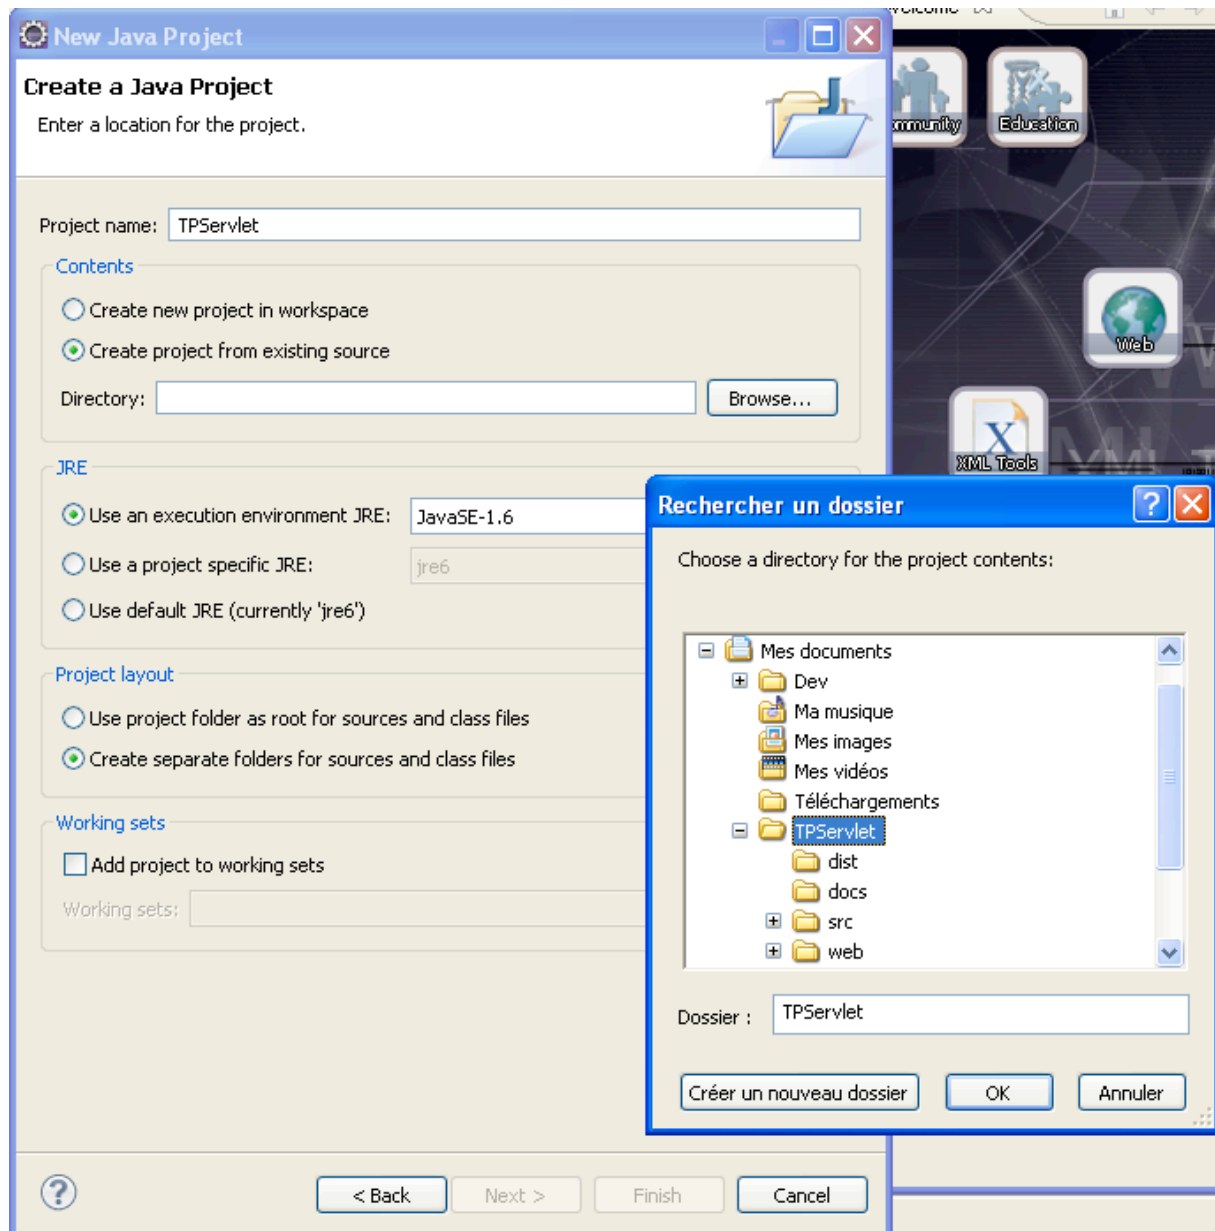 New Java Project
Create a Java Project
Enter a location for the project.
Project name: TPServlet
Contents
Create new project in workspace
Create project from existing source
Directory: Browse...
JRE
Use an execution environment JRE: JavaSE-1.6
Use a project specific JRE: jre6
Use default JRE (currently 'jre6')
Project layout
Use project folder as root for sources and class files
Create separate folders for sources and class files
Working sets
Add project to working sets
Working sets:
< Back Next > Finish Cancel
Education
Web
XML Tools
Rechercher un dossier
Choose a directory for the project contents:
Mes documents
Dev
Ma musique
Mes images
Mes vidéos
Téléchargements
TPServlet
dist
docs
src
web
Dossier : TPServlet
Créer un nouveau dossier OK Annuler